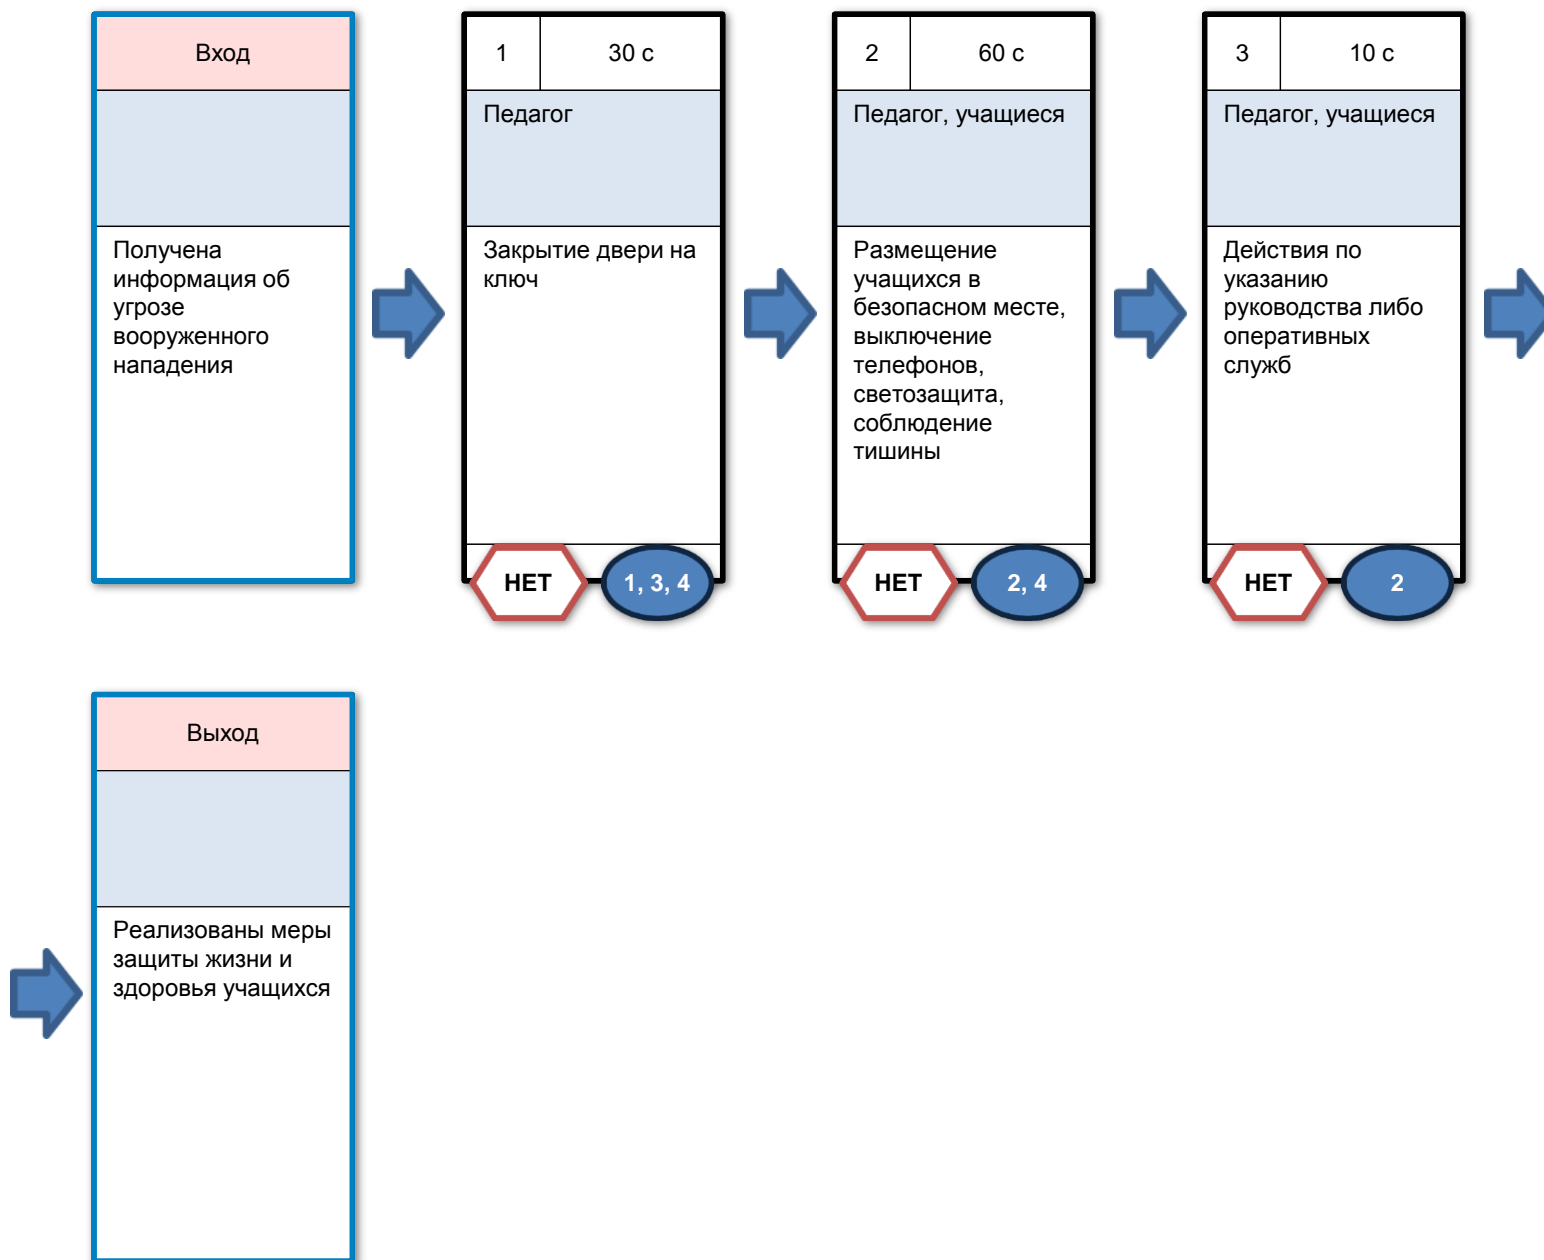 Вход
Получена
информация об
угрозе
вооруженного
нападения
1
30 с
Педагог
Закрытие двери на
ключ
НЕТ
1, 3, 4
2
60 с
Педагог, учащиеся
Размещение
учащихся в
безопасном месте,
выключение
телефонов,
светозащита,
соблюдение
тишины
НЕТ
2, 4
3
10 с
Педагог, учащиеся
Действия по
указанию
руководства либо
оперативных
служб
НЕТ
2
Выход
Реализованы меры
защиты жизни и
здоровья учащихся